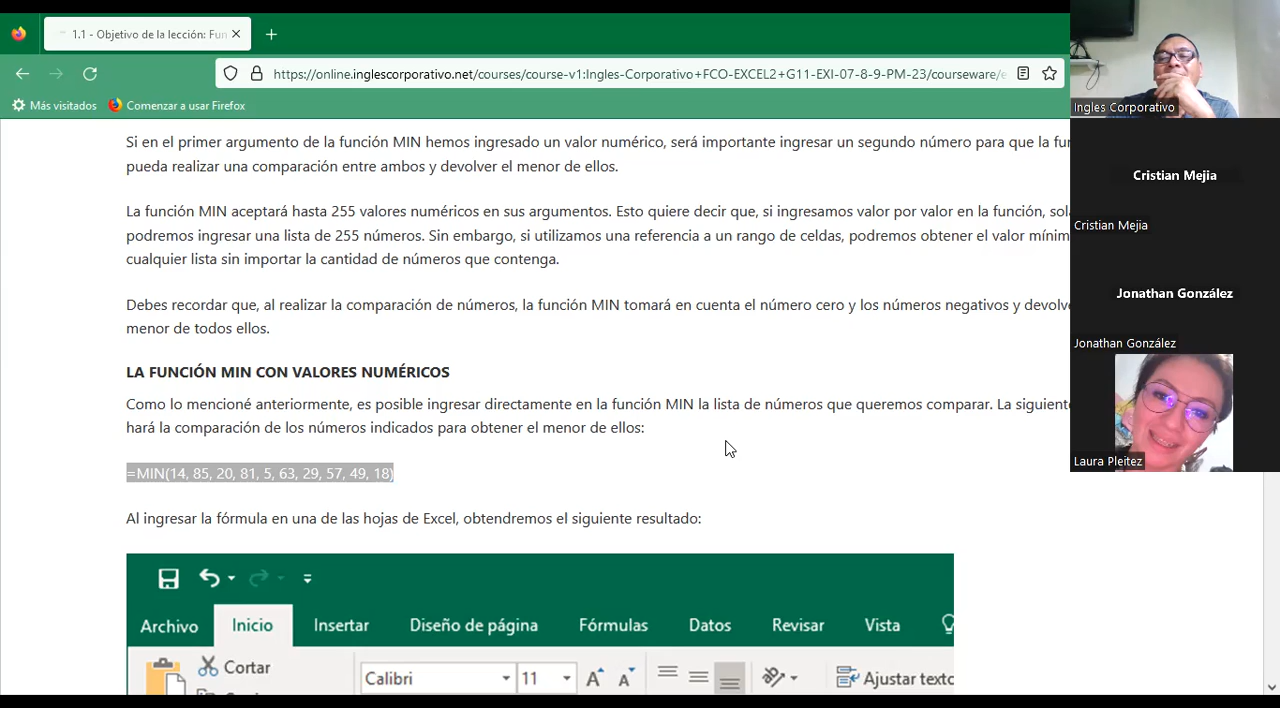 1.1 - Objetivo de la lección: Fun
https://online.inglescorporativo.net/courses/course-v1:Ingles-Corporativo+FCO-EXCEL2+G11-EXI-07-8-9-PM-23/courseware/e
Más visitados
Comenzar a usar Firefox
Si en el primer argumento de la función MIN hemos ingresado un valor numérico, será importante ingresar un segundo número para que la fu
pueda realizar una comparación entre ambos y devolver el menor de ellos.
La función MIN aceptará hasta 255 valores numéricos en sus argumentos. Esto quiere decir que, si ingresamos valor por valor en la función, sol
podremos ingresar una lista de 255 números. Sin embargo, si utilizamos una referencia a un rango de celdas, podremos obtener el valor mínim
cualquier lista sin importar la cantidad de números que contenga.
Debes recordar que, al realizar la comparación de números, la función MIN tomará en cuenta el número cero y los números negativos y devolv
menor de todos ellos.
LA FUNCIÓN MIN CON VALORES NUMÉRICOS
Como lo mencioné anteriormente, es posible ingresar directamente en la función MIN la lista de números que queremos comparar. La siguiente
hará la comparación de los números indicados para obtener el menor de ellos:
=MIN(14, 85, 20, 81, 5, 63, 29, 57, 49, 18)
Al ingresar la fórmula en una de las hojas de Excel, obtendremos el siguiente resultado:
Archivo Inicio Insertar Diseño de página Fórmulas Datos Revisar Vista
Cortar
Calibri 11 Ajustar texto
Ingles Corporativo
Cristian Mejia
Cristian Mejia
Jonathan González
Jonathan González
Laura Pleitez